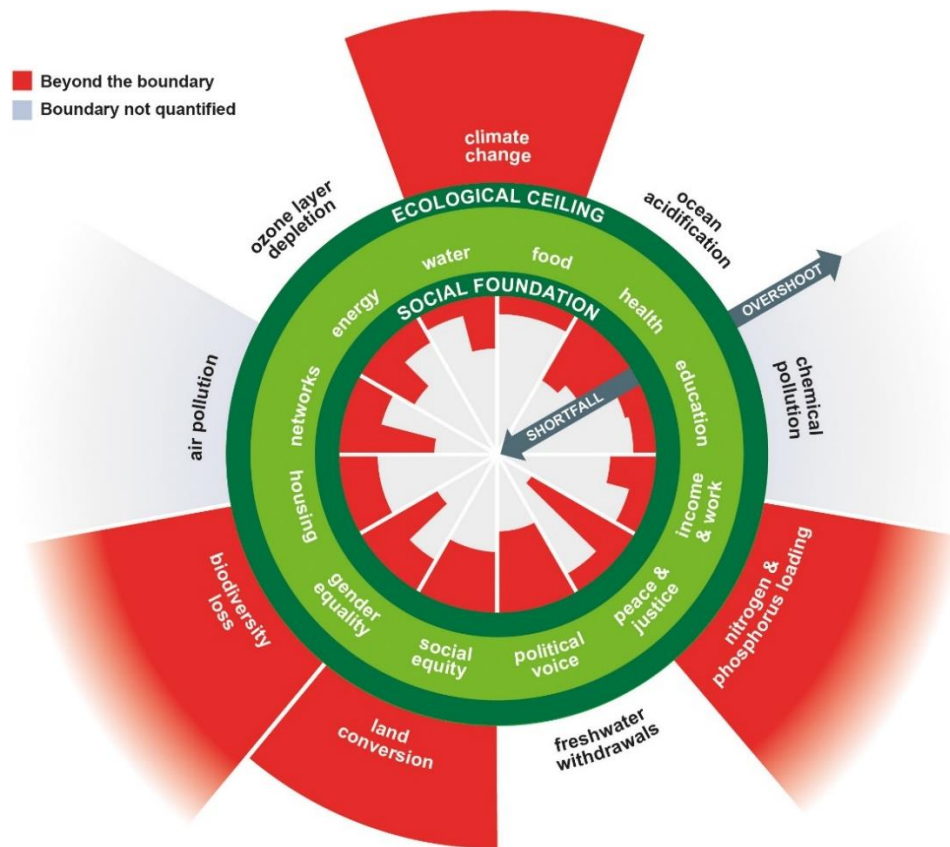 Beyond the boundary
Boundary not quantified
climate
change
ozone layer
depletion
ocean
acidification
ECOLOGICAL CEILING
OVERSHOOT
water
food
energy
health
SOCIAL FOUNDATION
networks
education
SHORTFALL
air pollution
chemical
pollution
housing
income
& work
biodiversity
loss
gender
equality
peace &
justice
nitrogen &
phosphorus loading
social
equity
political
voice
land
conversion
freshwater
withdrawals